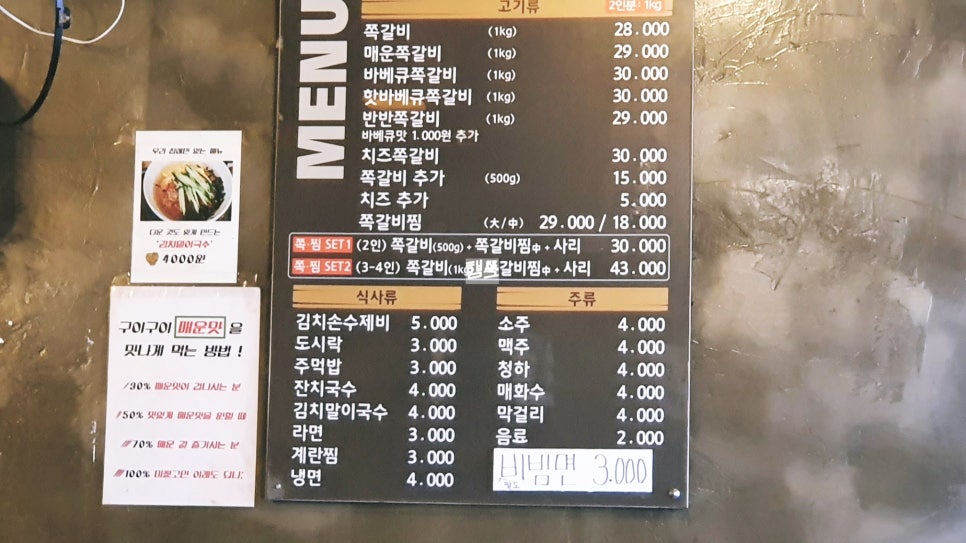 MENU
고기류 2인분: 1kg
쪽갈비 (1kg) 28.000
매운쪽갈비 (1kg) 29.000
바베큐쪽갈비 (1kg) 30.000
핫바베큐쪽갈비 (1kg) 30.000
반반쪽갈비 (1kg) 29.000
바베큐맛 1.000원 추가
치즈쪽갈비 30.000
쪽갈비 추가 (500g) 15.000
치즈 추가 5.000
쪽갈비찜 (大/中) 29.000 / 18.000
쪽·찜 SET1 (2인) 쪽갈비(500g) + 쪽갈비찜中 + 사리 30.000
쪽·찜 SET2 (3-4인) 쪽갈비(1kg 쪽갈비찜中 + 사리 43.000
식사류
김치손수제비 5.000
도시락 3.000
주먹밥 3.000
잔치국수 4.000
김치말이국수 4.000
라면 3.000
계란찜 3.000
냉면 4.000
주류
소주 4.000
맥주 4.000
청하 4.000
매화수 4.000
막걸리 4.000
음료 2.000
비빔면 3.000
우리 집에만 있는 메뉴
'김치말이국수'
4000원
구이구이 매운맛을
맛나게 먹는 방법 !
30% 매운맛이 겁나시는 분
50% 맛있게 매운맛을 원할 때
70% 매운 걸 즐기시는 분
100%